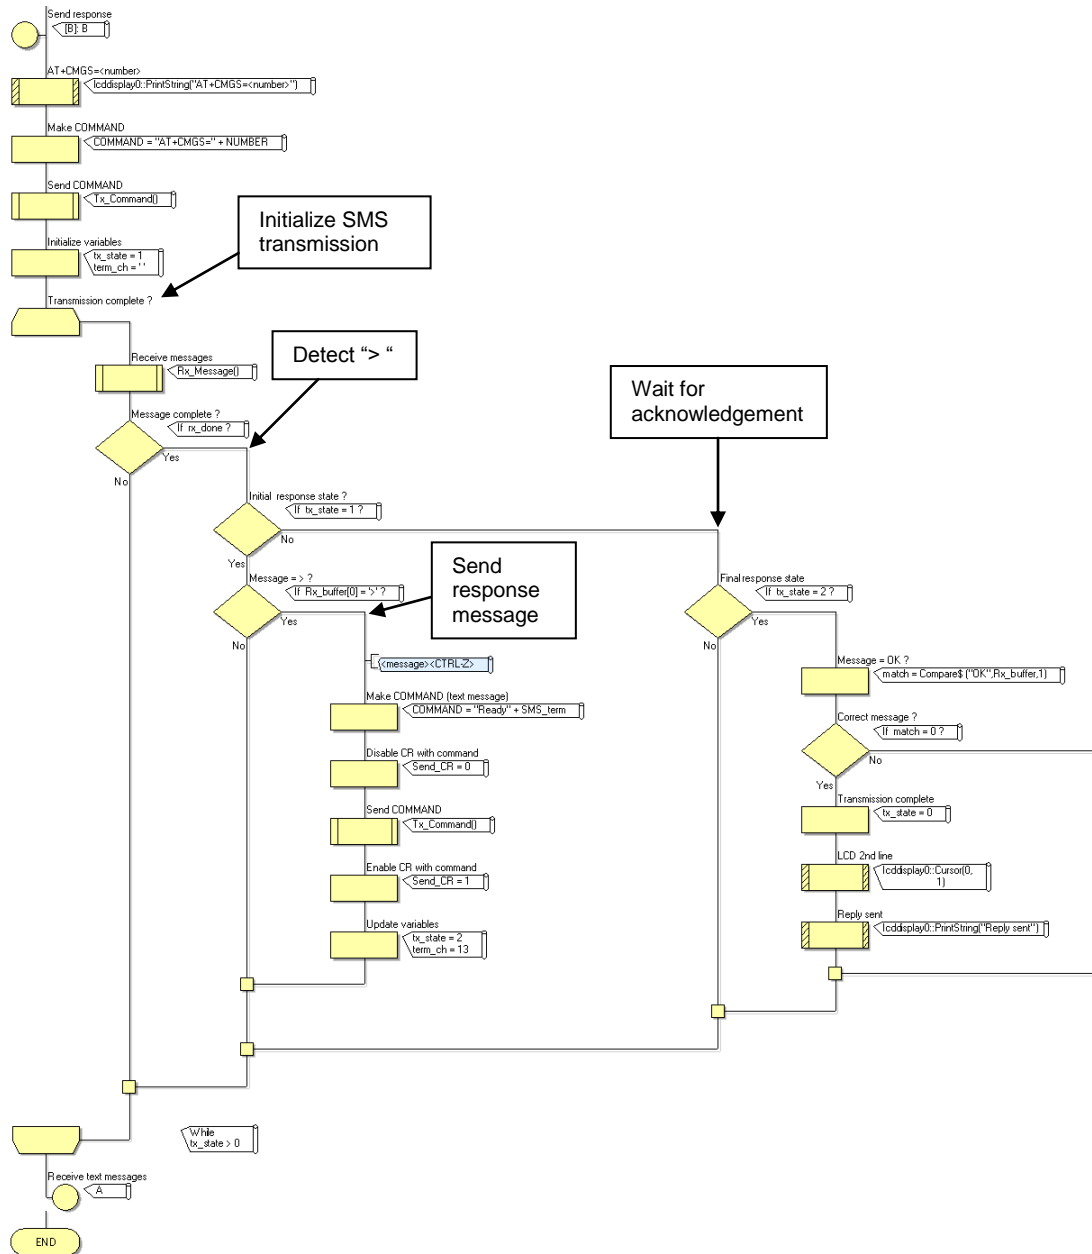 Send response
[B]: B
AT+CMGS=<number>
lcddisplay0::PrintString("AT+CMGS=<number>")
Make COMMAND
COMMAND = "AT+CMGS=" + NUMBER
Send COMMAND
Tx_Command()
Initialize variables
tx_state = 1
term_ch = ' '
Initialize SMS
transmission
Transmission complete ?
Receive messages
Rx_Message()
Detect "> "
Message complete ?
If rx_done ?
Yes
No
Wait for
acknowledgement
Initial response state ?
If tx_state = 1 ?
No
Yes
Message = > ?
If Rx_buffer[0] = '>' ?
Yes
No
Send
response
message
<message><CTRL-Z>
Make COMMAND (text message)
COMMAND = "Ready" + SMS_term
Disable CR with command
Send_CR = 0
Send COMMAND
Tx_Command()
Enable CR with command
Send_CR = 1
Update variables
tx_state = 2
term_ch = 13
Final response state
If tx_state = 2 ?
Yes
No
Message = OK ?
match = Compare$ ("OK",Rx_buffer,1)
Correct message ?
If match = 0 ?
No
Yes
Transmission complete
tx_state = 0
LCD 2nd line
lcddisplay0::Cursor(0,
1)
Reply sent
lcddisplay0::PrintString("Reply sent")
While
tx_state > 0
Receive text messages
A
END